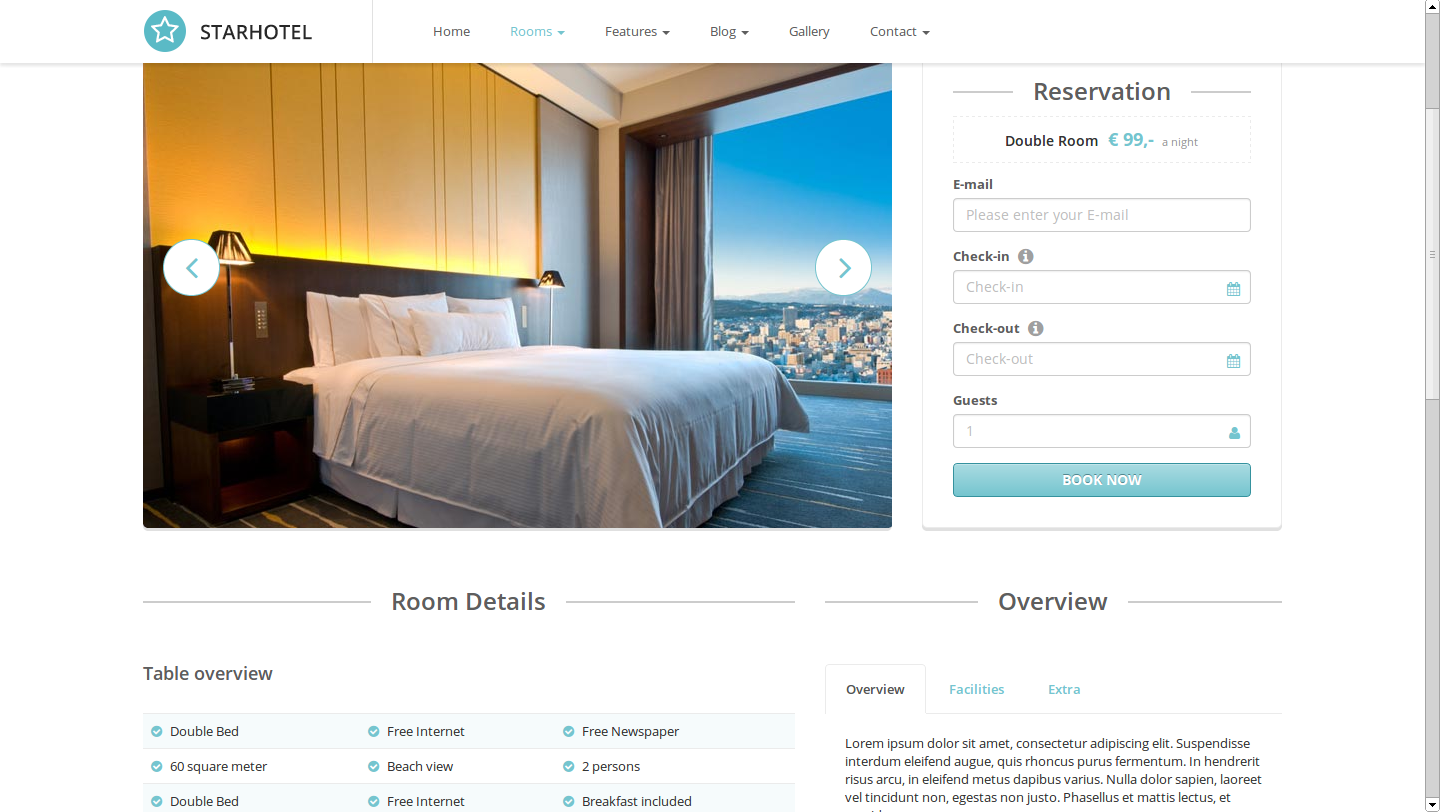 STARHOTEL
Home Rooms Features Blog Gallery Contact
Reservation
Double Room € 99,- a night
E-mail
Please enter your E-mail
Check-in
Check-in
Check-out
Check-out
Guests
1
BOOK NOW
Room Details
Table overview
Double Bed Free Internet Free Newspaper
60 square meter Beach view 2 persons
Double Bed Free Internet Breakfast included
Overview
Overview Facilities Extra
Lorem ipsum dolor sit amet, consectetur adipiscing elit. Suspendisse
interdum eleifend augue, quis rhoncus purus fermentum. In hendrerit
risus arcu, in eleifend metus dapibus varius. Nulla dolor sapien, laoreet
vel tincidunt non, egestas non justo. Phasellus et mattis lectus, et